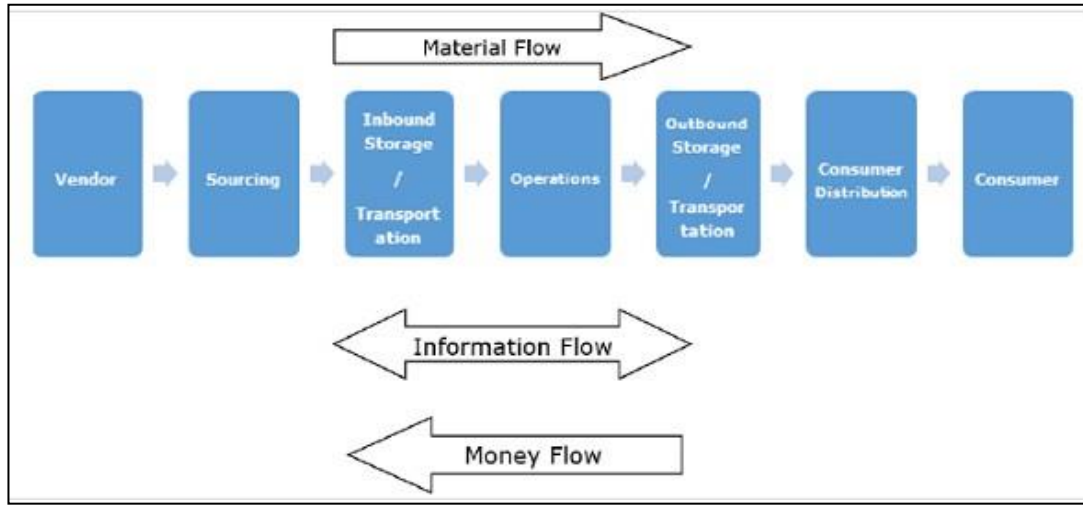 Material Flow
Vendor
Sourcing
Inbound
Storage
/
Transport
ation
Operations
Outbound
Storage
/
Transpor
tation
Consumer
Distribution
Consumer
Information Flow
Money Flow